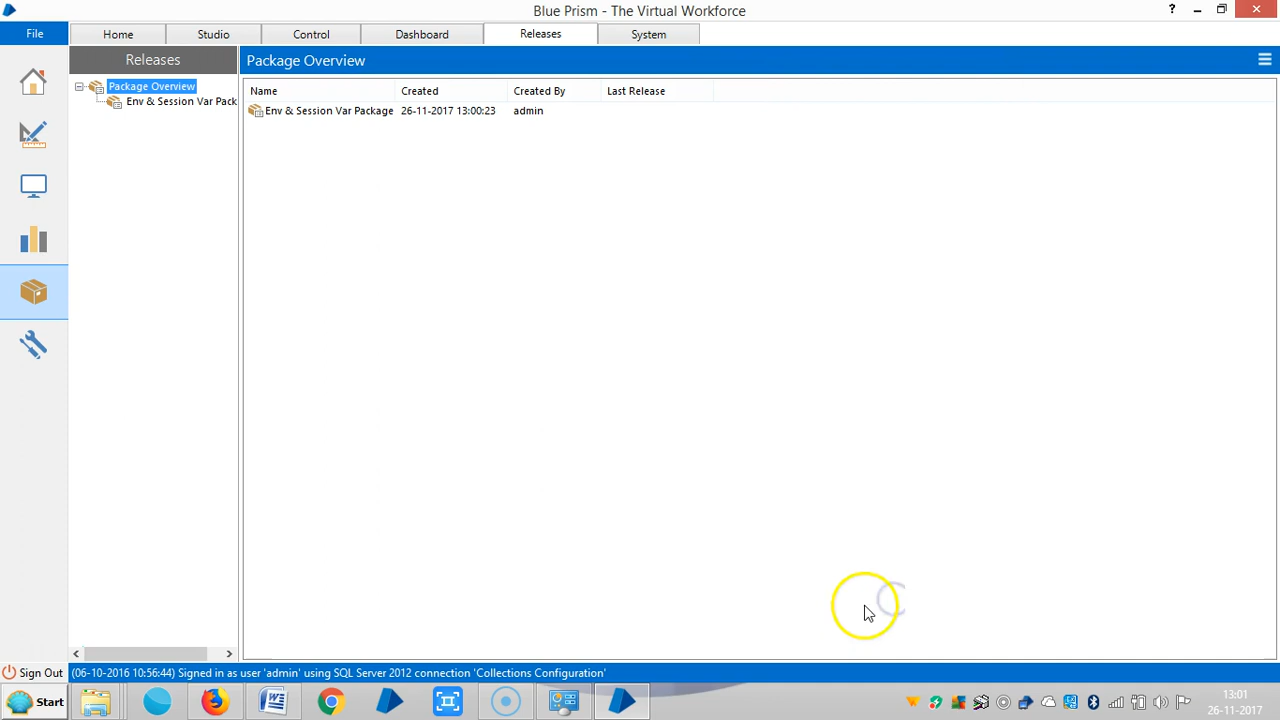 Blue Prism - The Virtual Workforce
?
File
Home
Studio
Control
Dashboard
Releases
System
Releases
Package Overview
Package Overview
Env & Session Var Pack
Name
Created
Created By
Last Release
Env & Session Var Package
26-11-2017 13:00:23
admin
Sign Out
(06-10-2016 10:56:44) Signed in as user 'admin' using SQL Server 2012 connection 'Collections Configuration'
Start
13:01
26-11-2017